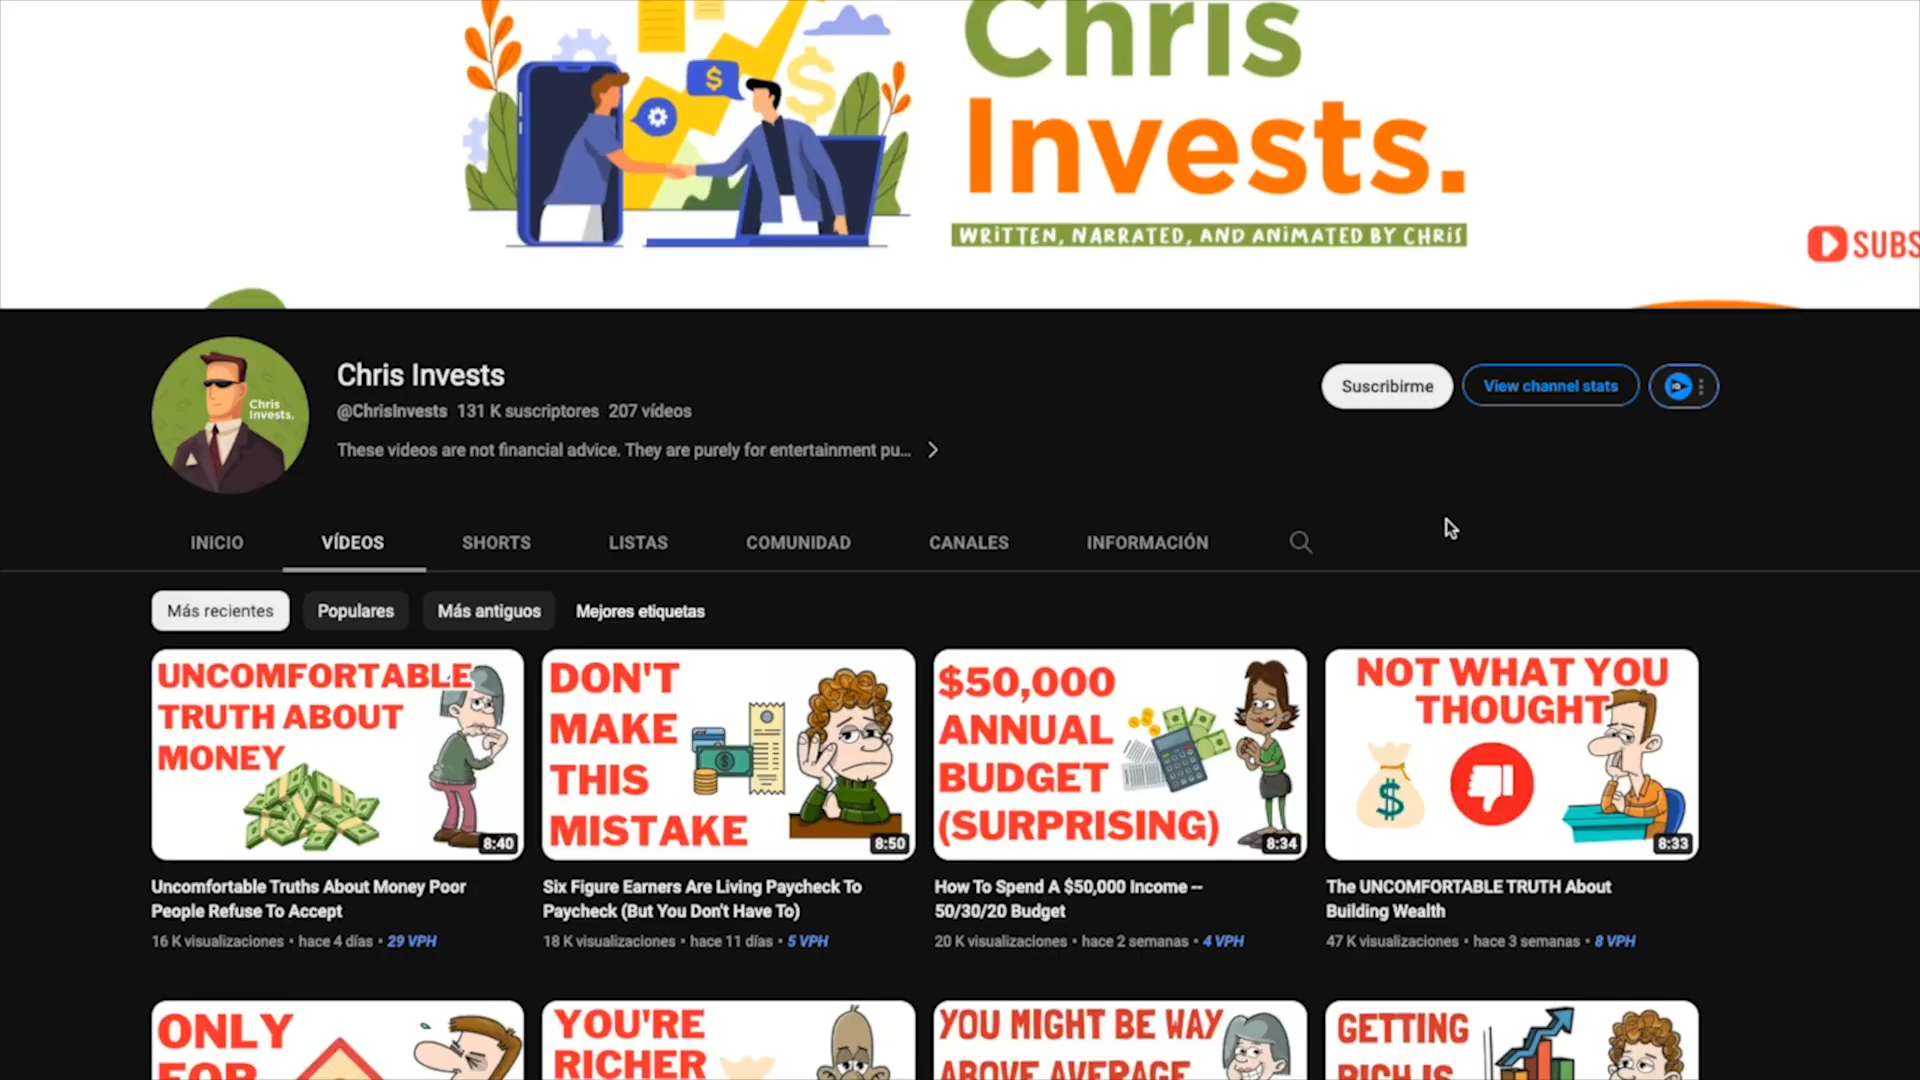 Chris
Invests.
WRITTEN, NARRATED, AND ANIMATED BY CHRIS
SUBS
Chris
Invests.
Chris Invests
@ChrisInvests 131 K suscriptores 207 vídeos
These videos are not financial advice. They are purely for entertainment pu...
Suscribirme
View channel stats
INICIO
VÍDEOS
SHORTS
LISTAS
COMUNIDAD
CANALES
INFORMACIÓN
Más recientes
Populares
Más antiguos
Mejores etiquetas
UNCOMFORTABLE
TRUTH ABOUT
MONEY
8:40
DON'T
MAKE
THIS
MISTAKE
8:50
$50,000
ANNUAL
BUDGET
(SURPRISING)
8:34
NOT WHAT YOU
THOUGHT
8:33
Uncomfortable Truths About Money Poor
People Refuse To Accept
16 K visualizaciones • hace 4 días • 29 VPH
Six Figure Earners Are Living Paycheck To
Paycheck (But You Don't Have To)
18 K visualizaciones • hace 11 días • 5 VPH
How To Spend A $50,000 Income --
50/30/20 Budget
20 K visualizaciones • hace 2 semanas • 4 VPH
The UNCOMFORTABLE TRUTH About
Building Wealth
47 K visualizaciones • hace 3 semanas • 8 VPH
ONLY
FOR
YOU'RE
RICHER
YOU MIGHT BE WAY
ABOVE AVERAGE
GETTING
RICH IS